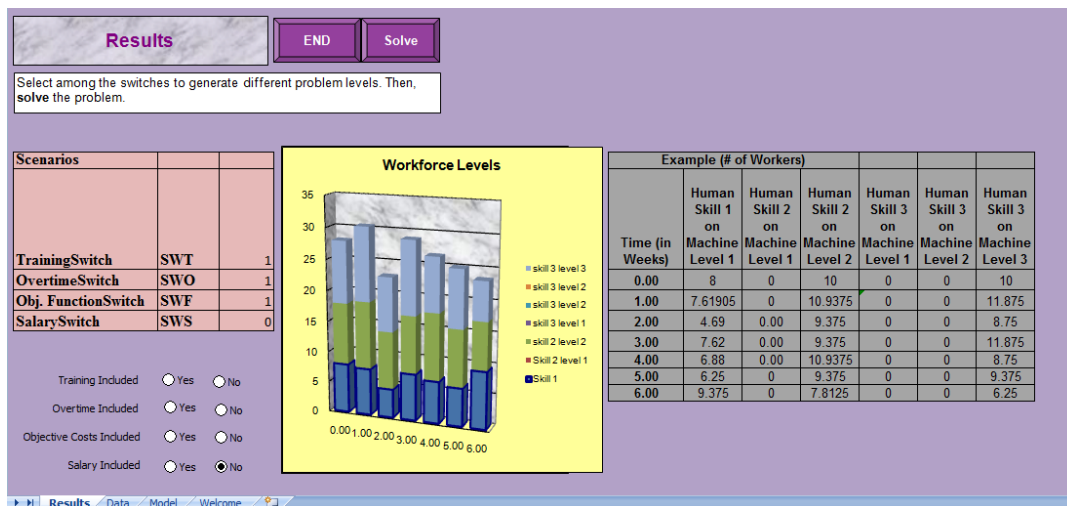 Results
END
Solve
Select among the switches to generate different problem levels. Then,
solve the problem.
Scenarios
TrainingSwitch SWT 1
OvertimeSwitch SWO 1
Obj. FunctionSwitch SWF 1
SalarySwitch SWS 0
Training Included Yes No
Overtime Included Yes No
Objective Costs Included Yes No
Salary Included Yes No
Workforce Levels
35
30
25
20
15
10
5
0
0.00 1.00 2.00 3.00 4.00 5.00 6.00
skill 3 level 3
skill 3 level 2
skill 3 level 2
skill 3 level 1
skill 2 level 2
Skill 2 level 1
Skill 1
Example (# of Workers)
Time (in Weeks) Human Skill 1 on Machine Level 1 Human Skill 2 on Machine Level 1 Human Skill 2 on Machine Level 2 Human Skill 3 on Machine Level 1 Human Skill 3 on Machine Level 2 Human Skill 3 on Machine Level 3
0.00 8 0 10 0 0 10
1.00 7.61905 0 10.9375 0 0 11.875
2.00 4.69 0.00 9.375 0 0 8.75
3.00 7.62 0.00 9.375 0 0 11.875
4.00 6.88 0.00 10.9375 0 0 8.75
5.00 6.25 0 9.375 0 0 9.375
6.00 9.375 0 7.8125 0 0 6.25
Results Data Model Welcome